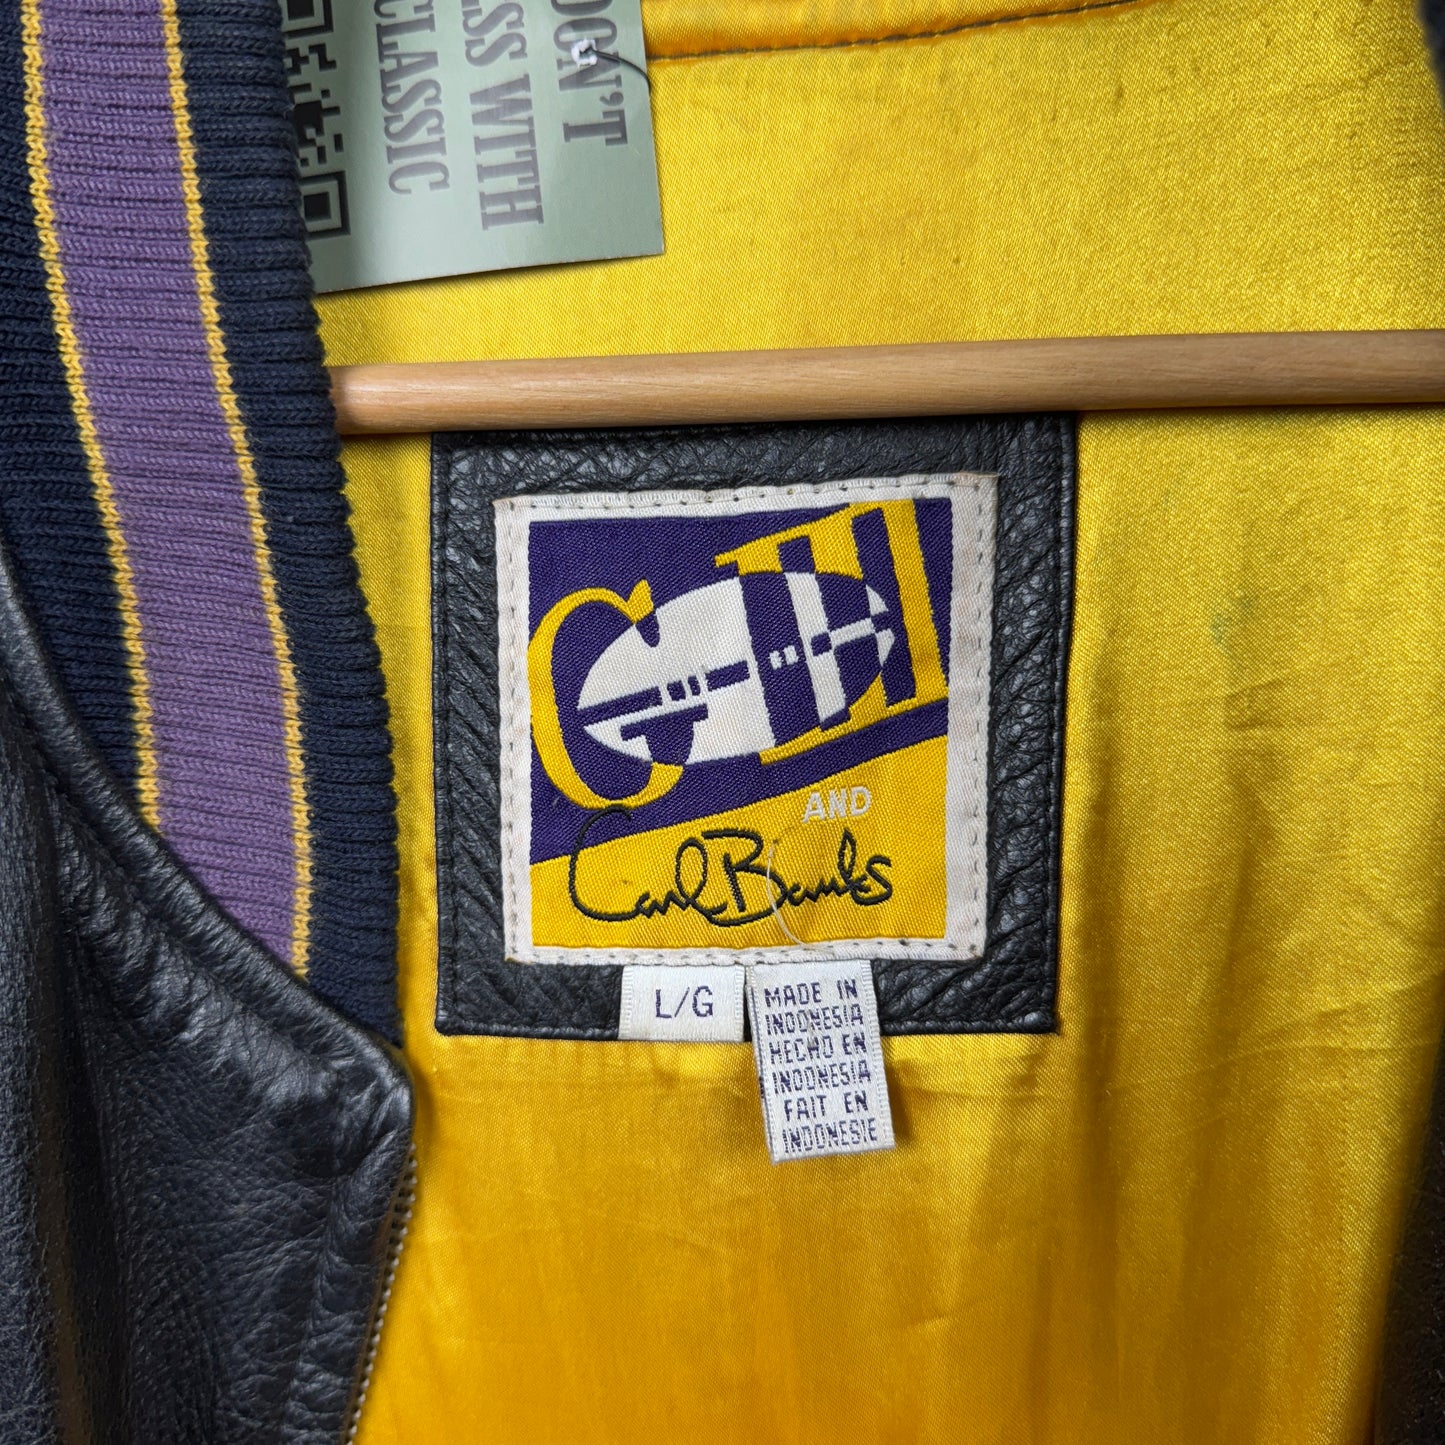 DON'T
SS WITH
CLASSIC
G-III
AND
Carl Banks
L/G
MADE IN
INDONESIA
HECHO EN
INDONESIA
FAIT EN
INDONESIE